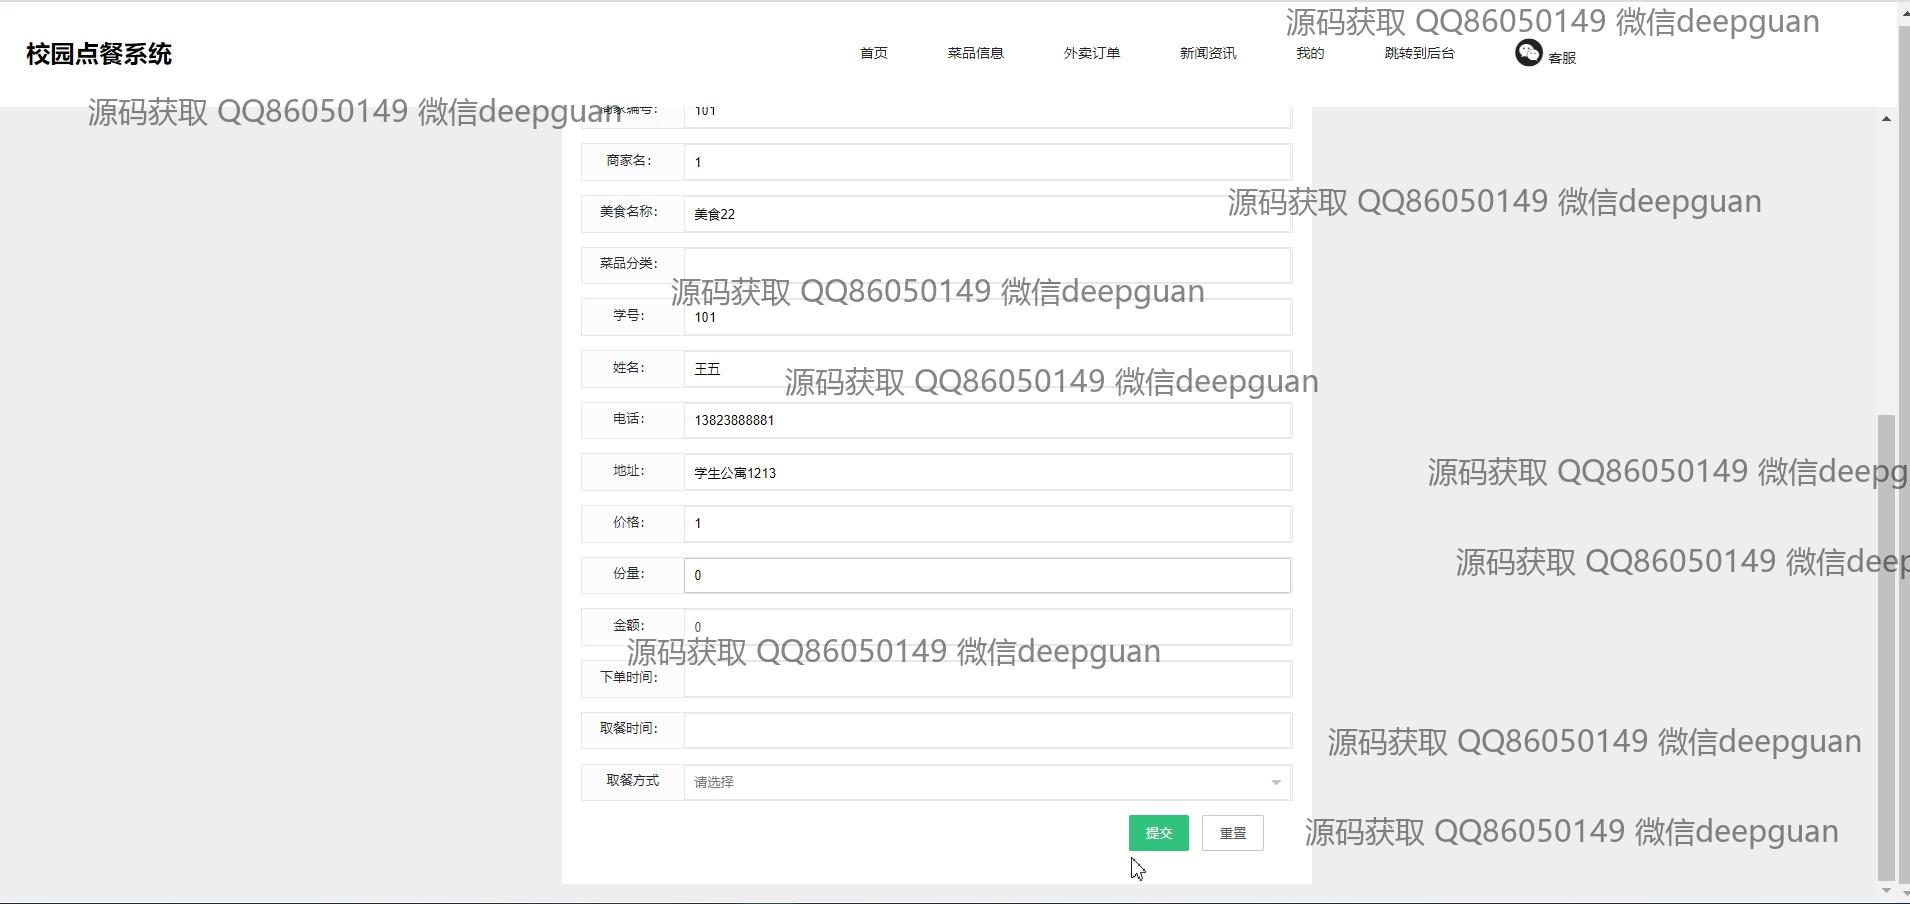 源码获取 QQ86050149 微信deepguan
校园点餐系统
首页 菜品信息 外卖订单 新闻资讯 我的 跳转到后台 客服
源码获取 QQ86050149 微信deepguan
商家编号: 101
商家名: 1
源码获取 QQ86050149 微信deepguan
美食名称: 美食22
菜品分类:
源码获取 QQ86050149 微信deepguan
学号: 101
姓名: 王五
源码获取 QQ86050149 微信deepguan
电话: 13823888881
地址: 学生公寓1213
源码获取 QQ86050149 微信deepg
价格: 1
源码获取 QQ86050149 微信deep
份量: 0
金额: 0
源码获取 QQ86050149 微信deepguan
下单时间:
取餐时间:
源码获取 QQ86050149 微信deepguan
取餐方式 请选择
提交 重置
源码获取 QQ86050149 微信deepguan